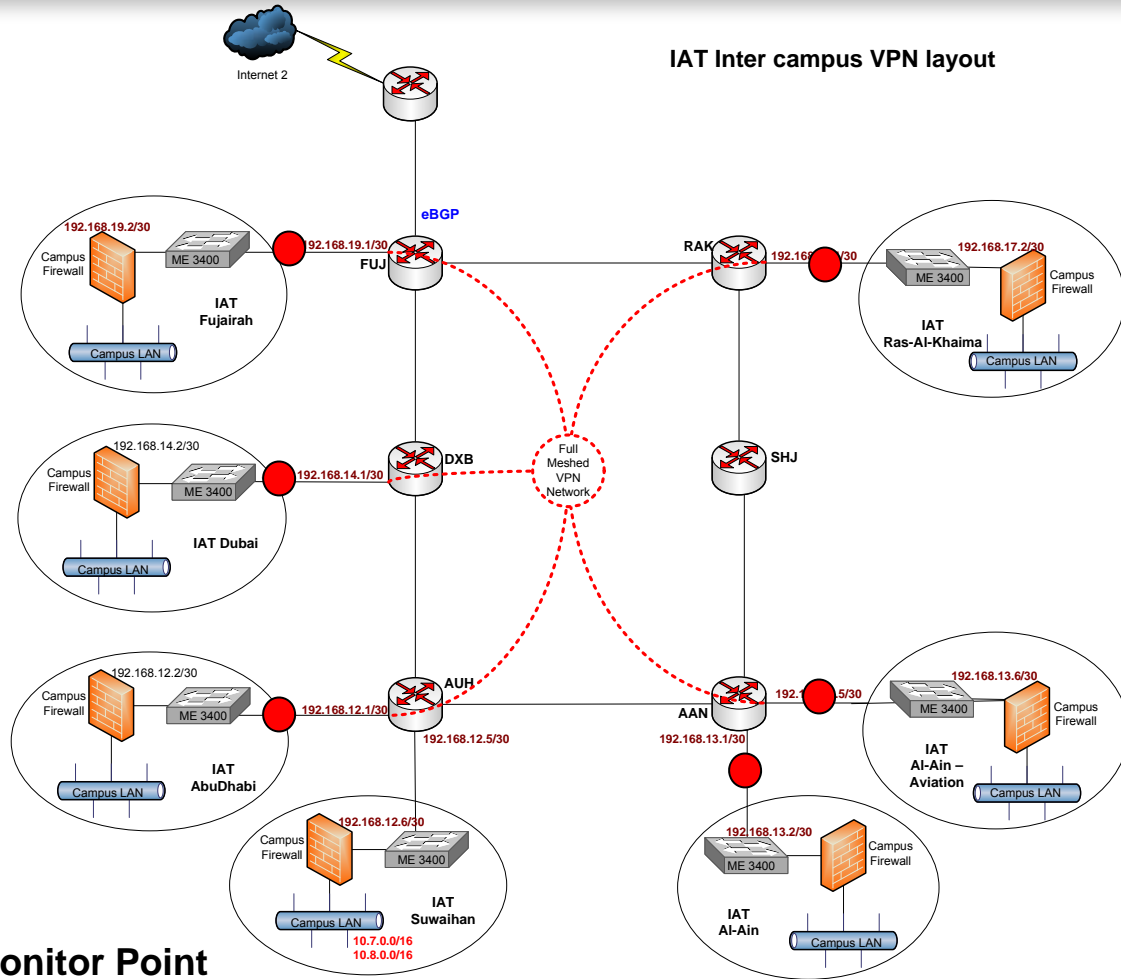 IAT Inter campus VPN layout
Internet 2
eBGP
192.168.19.2/30
192.168.19.1/30
Campus
Firewall
ME 3400
FUJ
IAT
Fujairah
Campus LAN
RAK
192.168
/30
192.168.17.2/30
ME 3400
Campus
Firewall
IAT
Ras-Al-Khaima
Campus LAN
192.168.14.2/30
Campus
Firewall
ME 3400
192.168.14.1/30
DXB
IAT Dubai
Campus LAN
Full
Meshed
VPN
Network
SHJ
192.168.12.2/30
Campus
Firewall
ME 3400
192.168.12.1/30
AUH
192.168.12.5/30
IAT
AbuDhabi
Campus LAN
AAN
192.
.5/30
192.168.13.1/30
192.168.13.6/30
ME 3400
Campus
Firewall
IAT
Al-Ain –
Aviation
Campus LAN
192.168.12.6/30
Campus
Firewall
ME 3400
IAT
Suwaihan
Campus LAN
10.7.0.0/16
10.8.0.0/16
192.168.13.2/30
ME 3400
Campus
Firewall
IAT
Al-Ain
Campus LAN
onitor Point